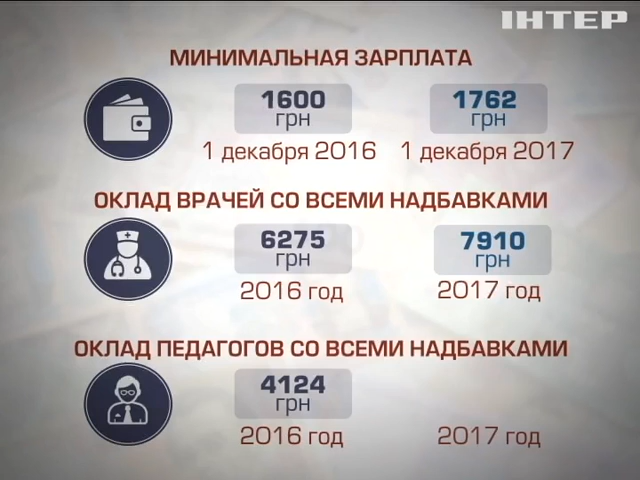 ІНТЕР
МИНИМАЛЬНАЯ ЗАРПЛАТА
1600 1762
грн грн
1 декабря 2016 1 декабря 2017
ОКЛАД ВРАЧЕЙ СО ВСЕМИ НАДБАВКАМИ
6275 7910
грн грн
2016 год 2017 год
ОКЛАД ПЕДАГОГОВ СО ВСЕМИ НАДБАВКАМИ
4124
грн
2016 год 2017 год